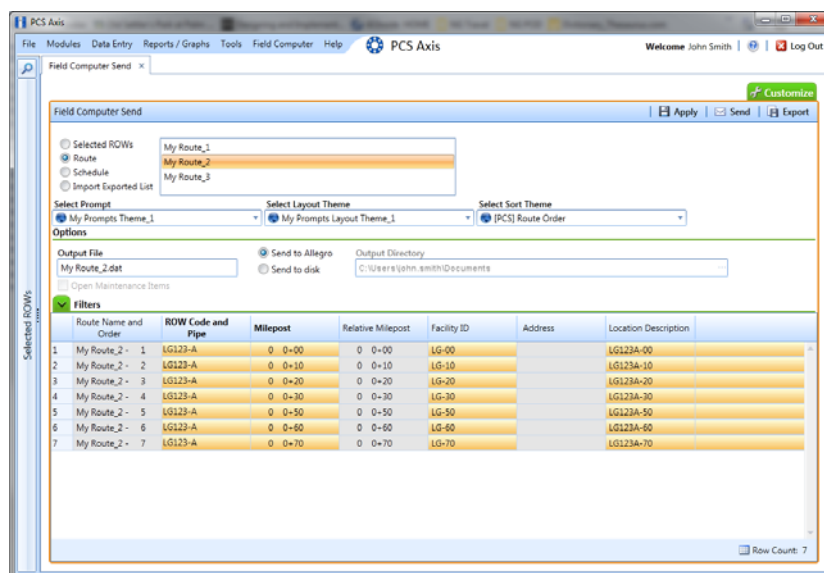 PCS Axis
File Modules Data Entry Reports / Graphs Tools Field Computer Help PCS Axis Welcome John Smith | | Log Out
Field Computer Send ×
Customize
Field Computer Send | Apply | Send | Export
Selected ROWs
Route
Schedule
Import Exported List
My Route_1
My Route_2
My Route_3
Select Prompt Select Layout Theme Select Sort Theme
My Prompts Theme_1 My Prompts Layout Theme_1 [PCS] Route Order
Options
Output File Send to Allegro Output Directory
My Route_2.dat Send to disk C:\Users\john.smith\Documents ...
Open Maintenance Items
Filters
Selected ROWs
Route Name and Order ROW Code and Pipe Milepost Relative Milepost Facility ID Address Location Description
1 My Route_2 - 1 LG123-A 0 0+00 0 0+00 LG-00 LG123A-00
2 My Route_2 - 2 LG123-A 0 0+10 0 0+10 LG-10 LG123A-10
3 My Route_2 - 3 LG123-A 0 0+20 0 0+20 LG-20 LG123A-20
4 My Route_2 - 4 LG123-A 0 0+30 0 0+30 LG-30 LG123A-30
5 My Route_2 - 5 LG123-A 0 0+50 0 0+50 LG-50 LG123A-50
6 My Route_2 - 6 LG123-A 0 0+60 0 0+60 LG-60 LG123A-60
7 My Route_2 - 7 LG123-A 0 0+70 0 0+70 LG-70 LG123A-70
Row Count: 7